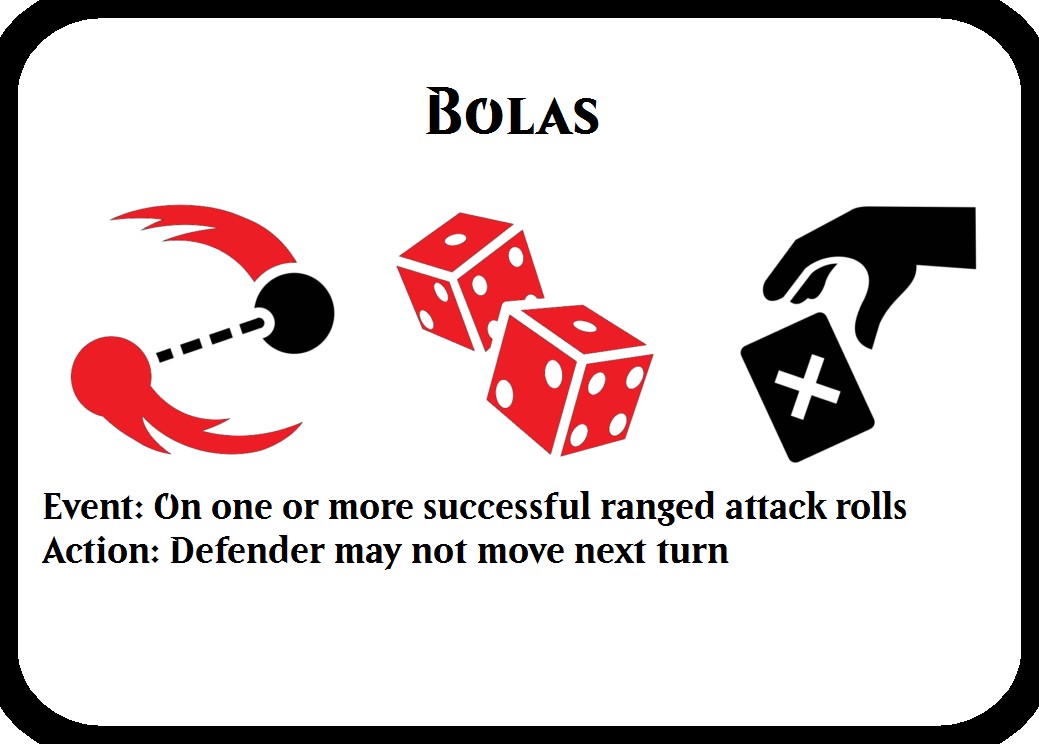 Bolas
Event: On one or more successful ranged attack rolls
Action: Defender may not move next turn